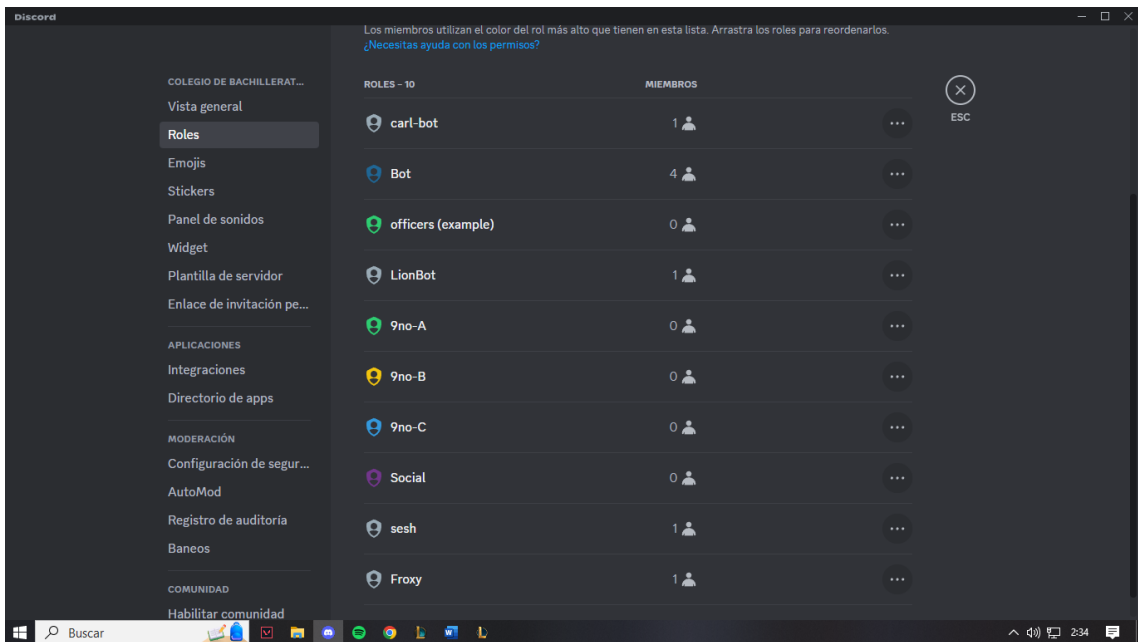 Discord
Los miembros utilizan el color del rol más alto que tienen en esta lista. Arrastra los roles para reordenarlos.
¿Necesitas ayuda con los permisos?
COLEGIO DE BACHILLERAT...
Vista general
Roles
Emojis
Stickers
Panel de sonidos
Widget
Plantilla de servidor
Enlace de invitación pe...
APLICACIONES
Integraciones
Directorio de apps
MODERACIÓN
Configuración de segur...
AutoMod
Registro de auditoría
Baneos
COMUNIDAD
Habilitar comunidad
ROLES – 10 MIEMBROS
carl-bot 1
Bot 4
officers (example) 0
LionBot 1
9no-A 0
9no-B 0
9no-C 0
Social 0
sesh 1
Froxy 1
ESC
Buscar
2:34